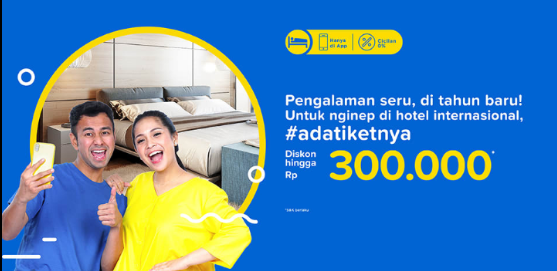 Hanya di App
Cicilan 0%
Pengalaman seru, di tahun baru!
Untuk nginep di hotel internasional,
#adatiketnya
Diskon hingga Rp 300.000*
*S&K berlaku